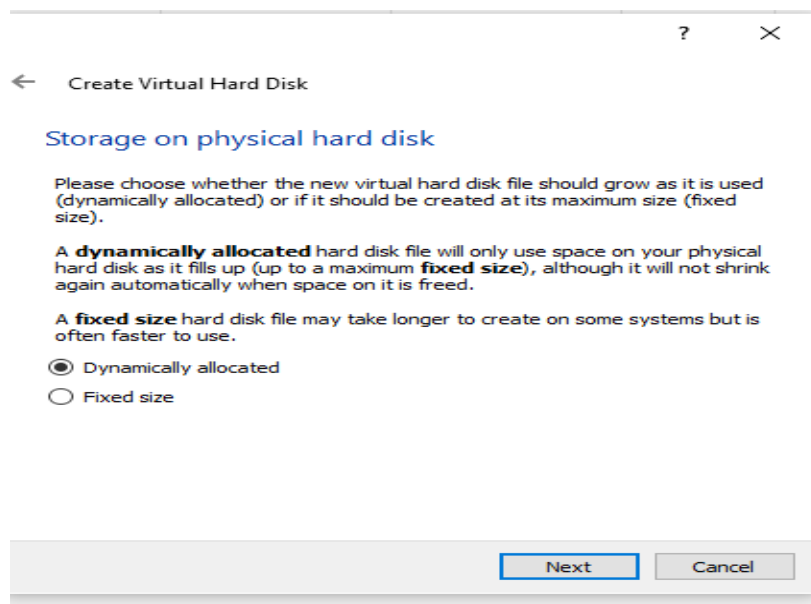 ?
Create Virtual Hard Disk
Storage on physical hard disk
Please choose whether the new virtual hard disk file should grow as it is used
(dynamically allocated) or if it should be created at its maximum size (fixed
size).
A dynamically allocated hard disk file will only use space on your physical
hard disk as it fills up (up to a maximum fixed size), although it will not shrink
again automatically when space on it is freed.
A fixed size hard disk file may take longer to create on some systems but is
often faster to use.
Dynamically allocated
Fixed size
Next Cancel